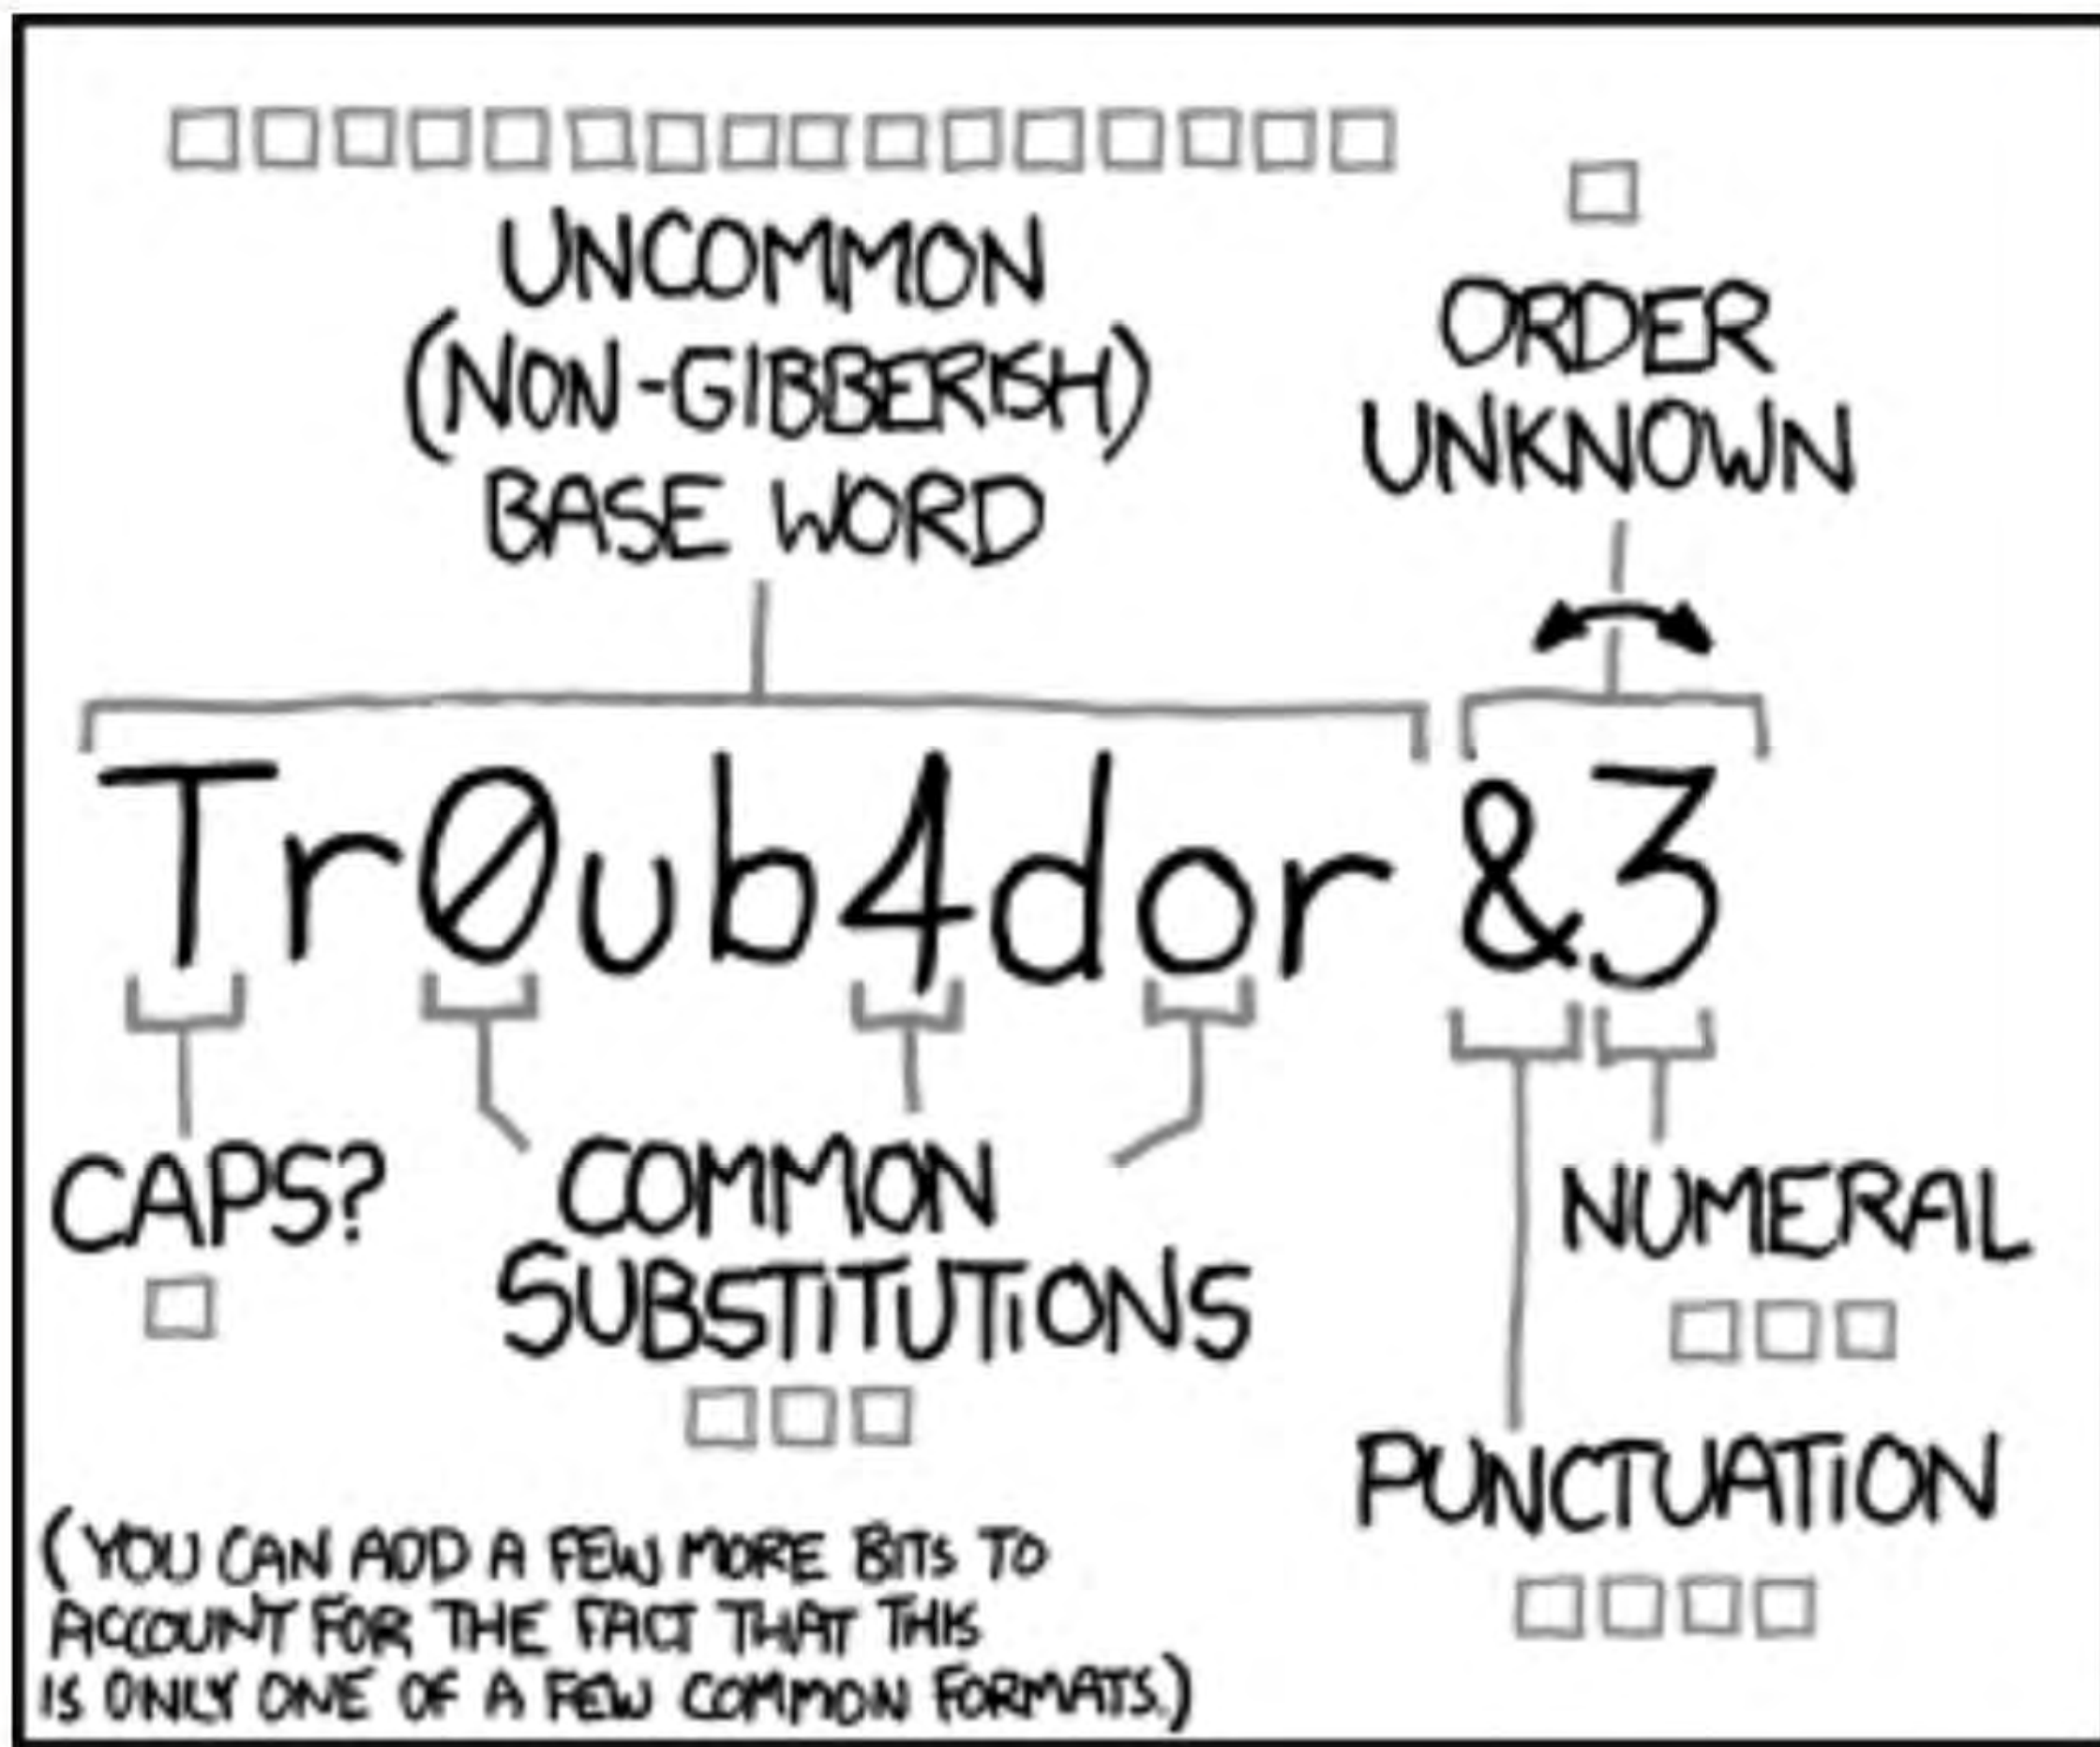 UNCOMMON
(NON-GIBBERISH)
BASE WORD
ORDER
UNKNOWN
Tr0ub4dor &3
CAPS?
COMMON
SUBSTITUTIONS
NUMERAL
PUNCTUATION
(YOU CAN ADD A FEW MORE BITS TO
ACCOUNT FOR THE FACT THAT THIS
IS ONLY ONE OF A FEW COMMON FORMATS.)